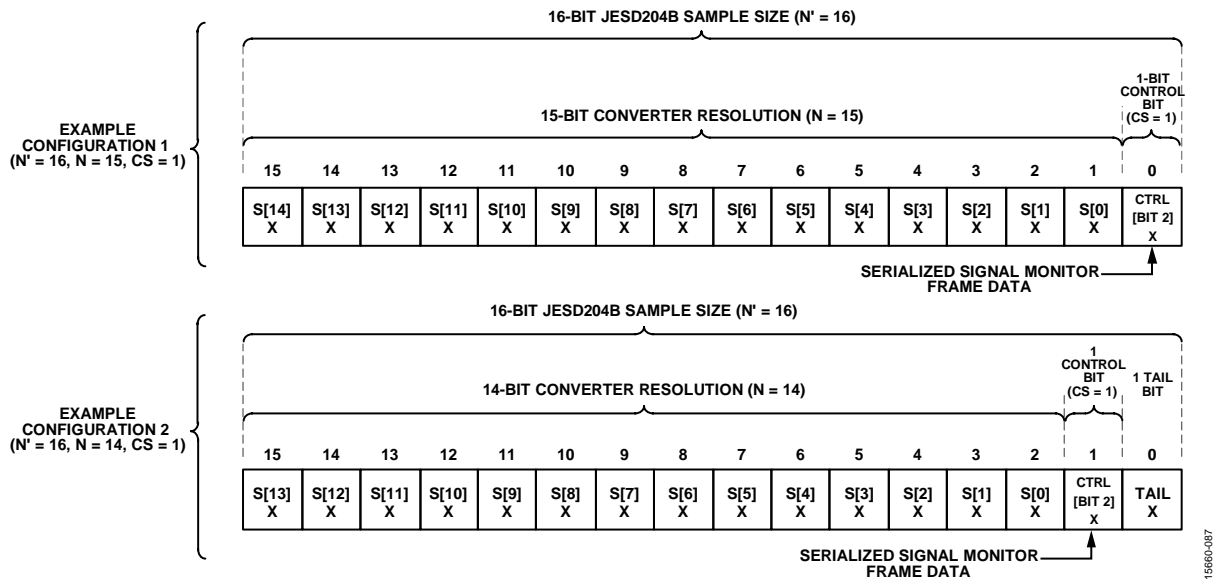 16-BIT JESD204B SAMPLE SIZE (N' = 16)
1-BIT
CONTROL
BIT
(CS = 1)
15-BIT CONVERTER RESOLUTION (N = 15)
EXAMPLE
CONFIGURATION 1
(N' = 16, N = 15, CS = 1)
15 14 13 12 11 10 9 8 7 6 5 4 3 2 1 0
S[14] S[13] S[12] S[11] S[10] S[9] S[8] S[7] S[6] S[5] S[4] S[3] S[2] S[1] S[0] CTRL
[BIT 2]
X X X X X X X X X X X X X X X X
SERIALIZED SIGNAL MONITOR
FRAME DATA
16-BIT JESD204B SAMPLE SIZE (N' = 16)
1
CONTROL
BIT
(CS = 1)
1 TAIL
BIT
14-BIT CONVERTER RESOLUTION (N = 14)
EXAMPLE
CONFIGURATION 2
(N' = 16, N = 14, CS = 1)
15 14 13 12 11 10 9 8 7 6 5 4 3 2 1 0
S[13] S[12] S[11] S[10] S[9] S[8] S[7] S[6] S[5] S[4] S[3] S[2] S[1] S[0] CTRL TAIL
[BIT 2]
X X X X X X X X X X X X X X X X
SERIALIZED SIGNAL MONITOR
FRAME DATA
15660-087